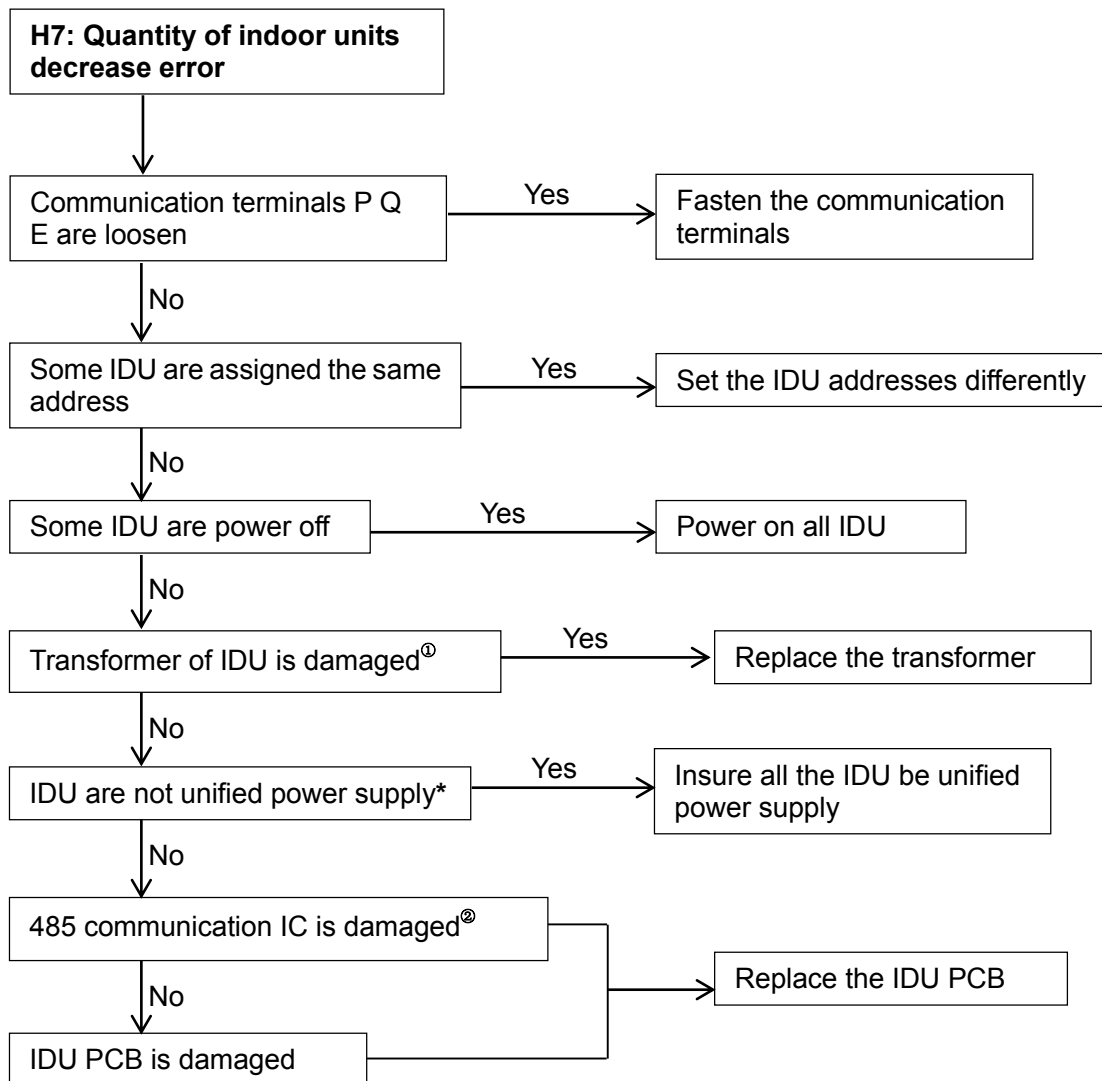 H7: Quantity of indoor units
decrease error
Communication terminals P Q
E are loosen
Yes
Fasten the communication
terminals
No
Some IDU are assigned the same
address
Yes
Set the IDU addresses differently
No
Some IDU are power off
Yes
Power on all IDU
No
Transformer of IDU is damaged①
Yes
Replace the transformer
No
IDU are not unified power supply*
Yes
Insure all the IDU be unified
power supply
No
485 communication IC is damaged②
Replace the IDU PCB
No
IDU PCB is damaged